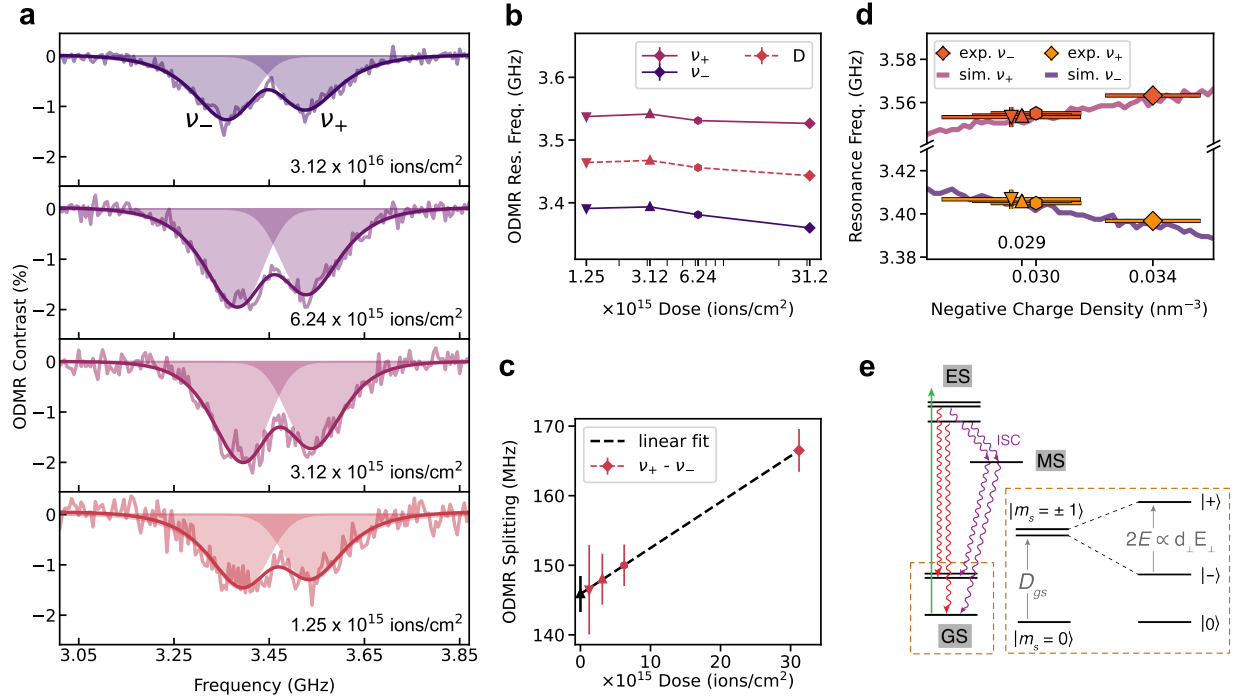 a
0
−1
−2
ν−
ν+
3.12 x 10¹⁶ ions/cm²
0
−1
−2
6.24 x 10¹⁵ ions/cm²
0
−1
−2
3.12 x 10¹⁵ ions/cm²
0
−1
−2
1.25 x 10¹⁵ ions/cm²
ODMR Contrast (%)
3.05 3.25 3.45 3.65 3.87
Frequency (GHz)
b
ν+
ν−
D
3.6
3.5
3.4
ODMR Res. Freq. (GHz)
1.25 3.12 6.24 31.2
×10¹⁵ Dose (ions/cm²)
c
170
160
150
140
ODMR Splitting (MHz)
linear fit
ν+ - ν−
0 10 20 30
×10¹⁵ Dose (ions/cm²)
d
exp. ν−
exp. ν+
sim. ν+
sim. ν−
3.58
3.56
3.42
3.40
3.38
Resonance Freq. (GHz)
0.029
0.030 0.034
Negative Charge Density (nm⁻³)
e
ES
ISC
MS
GS
|mₛ = ± 1⟩
|+⟩
2E ∝ d⊥E⊥
|−⟩
D_gs
|mₛ = 0⟩
|0⟩